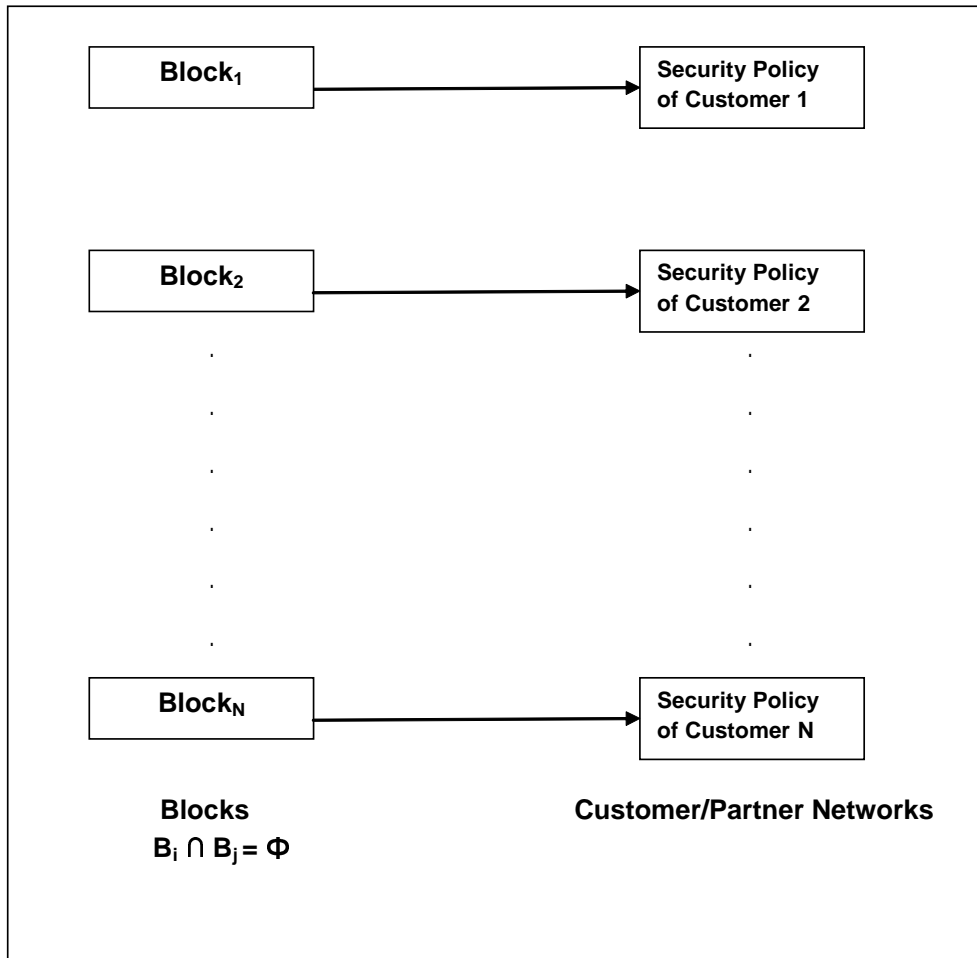 Block₁
Security Policy
of Customer 1
Block₂
Security Policy
of Customer 2
Block_N
Security Policy
of Customer N
Blocks
Customer/Partner Networks
Bᵢ ∩ Bⱼ = Φ